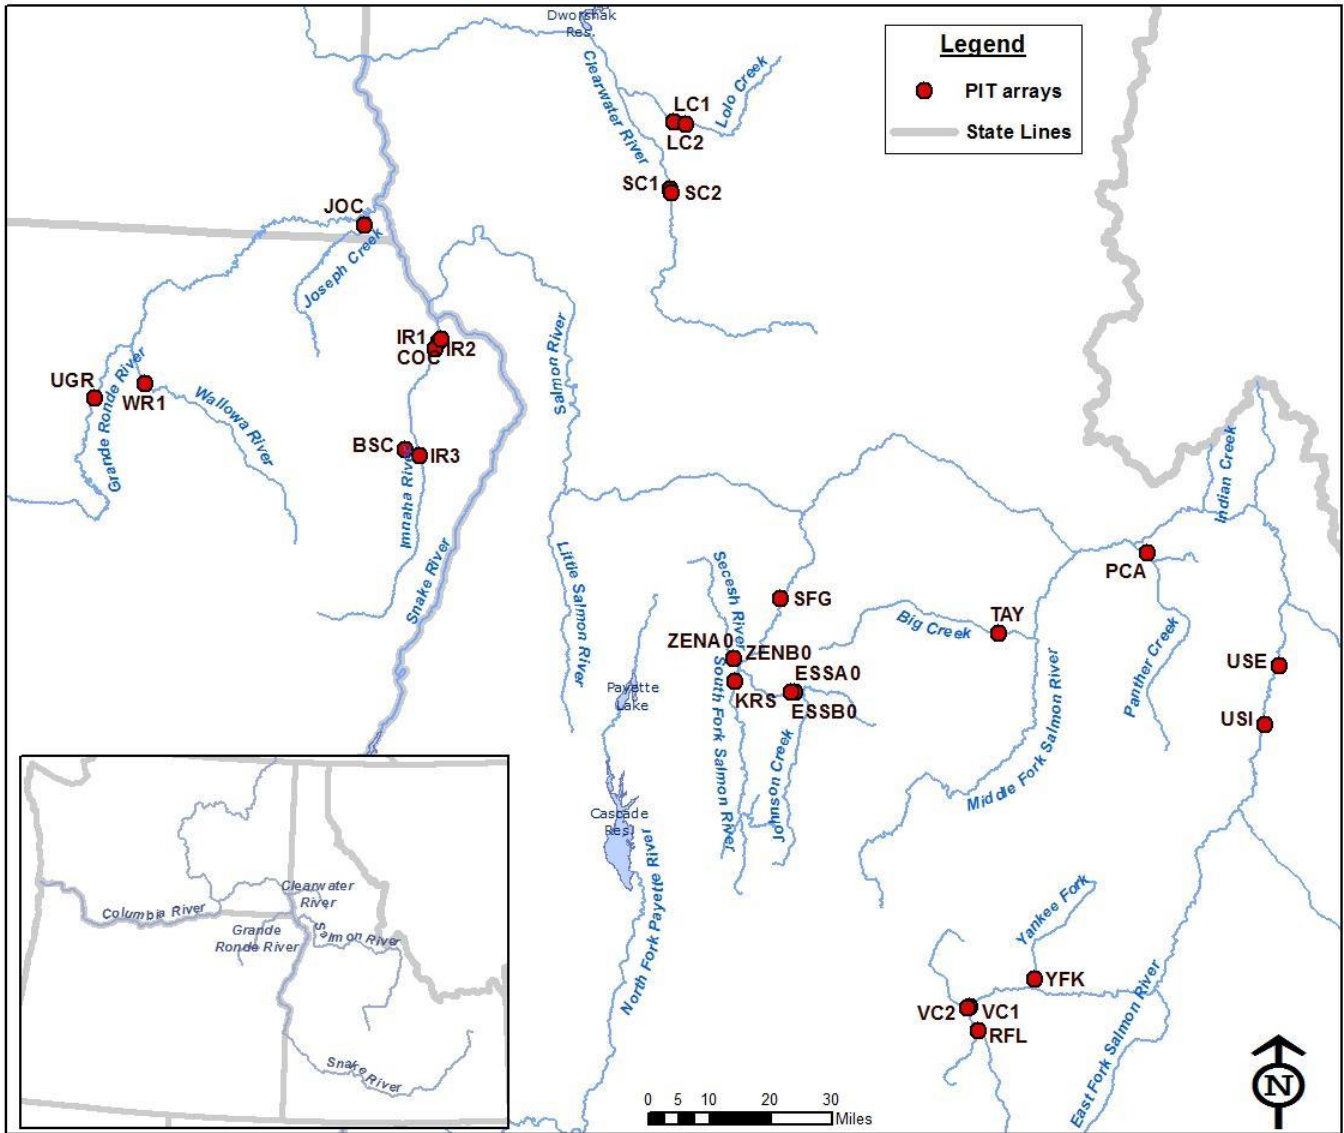 Dworshak
Res.
Clearwater River
LC1
LC2
Lolo Creek
SC1
SC2
Legend
PIT arrays
State Lines
JOC
Joseph Creek
IR1
IR2
COC
Salmon River
UGR
WR1
Grande Ronde River
Wallowa River
BSC
IR3
Imnaha River
Snake River
Little Salmon River
Indian Creek
PCA
Panther Creek
Secesh River
SFG
Big Creek
TAY
ZENA0
ZENB0
ESSA0
ESSB0
KRS
Payette
Lake
South Fork Salmon River
Johnson Creek
Middle Fork Salmon River
USE
USI
Cascade
Res.
North Fork Payette River
Yankee Fork
YFK
VC2
VC1
RFL
East Fork Salmon River
Columbia River
Clearwater
River
Grande
Ronde River
Salmon River
Snake River
0 5 10 20 30
Miles
N